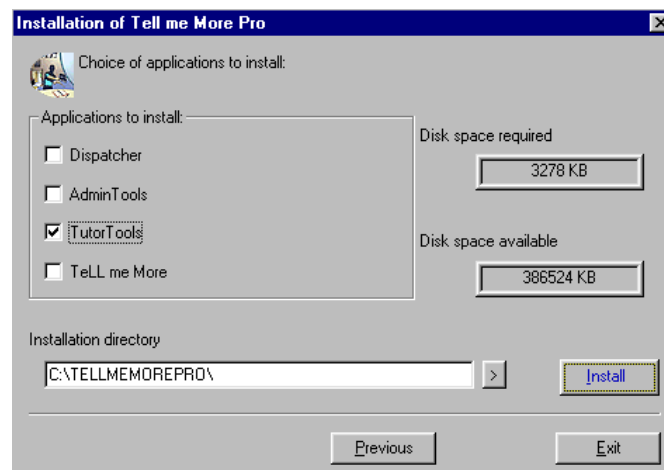 Installation of Tell me More Pro
Choice of applications to install:
Applications to install:
Dispatcher
AdminTools
TutorTools
TeLL me More
Disk space required
3278 KB
Disk space available
386524 KB
Installation directory
C:\TELLMEMOREPRO\
>
Install
Previous
Exit